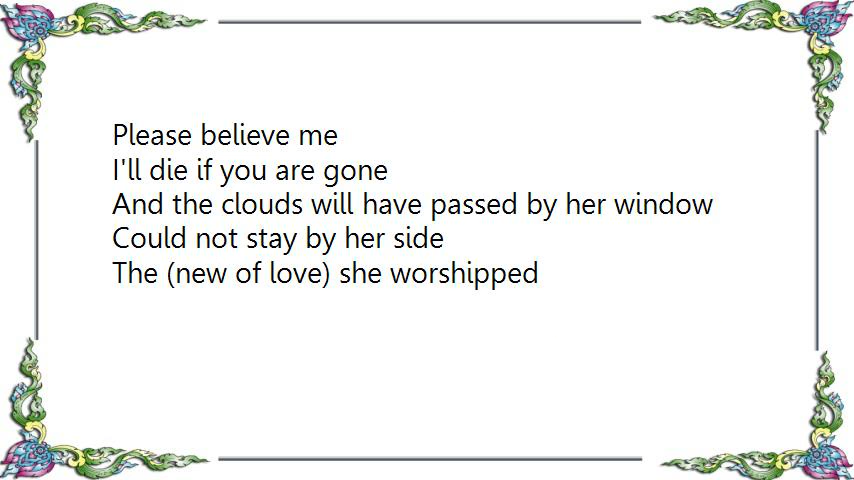 Please believe me
I'll die if you are gone
And the clouds will have passed by her window
Could not stay by her side
The (new of love) she worshipped